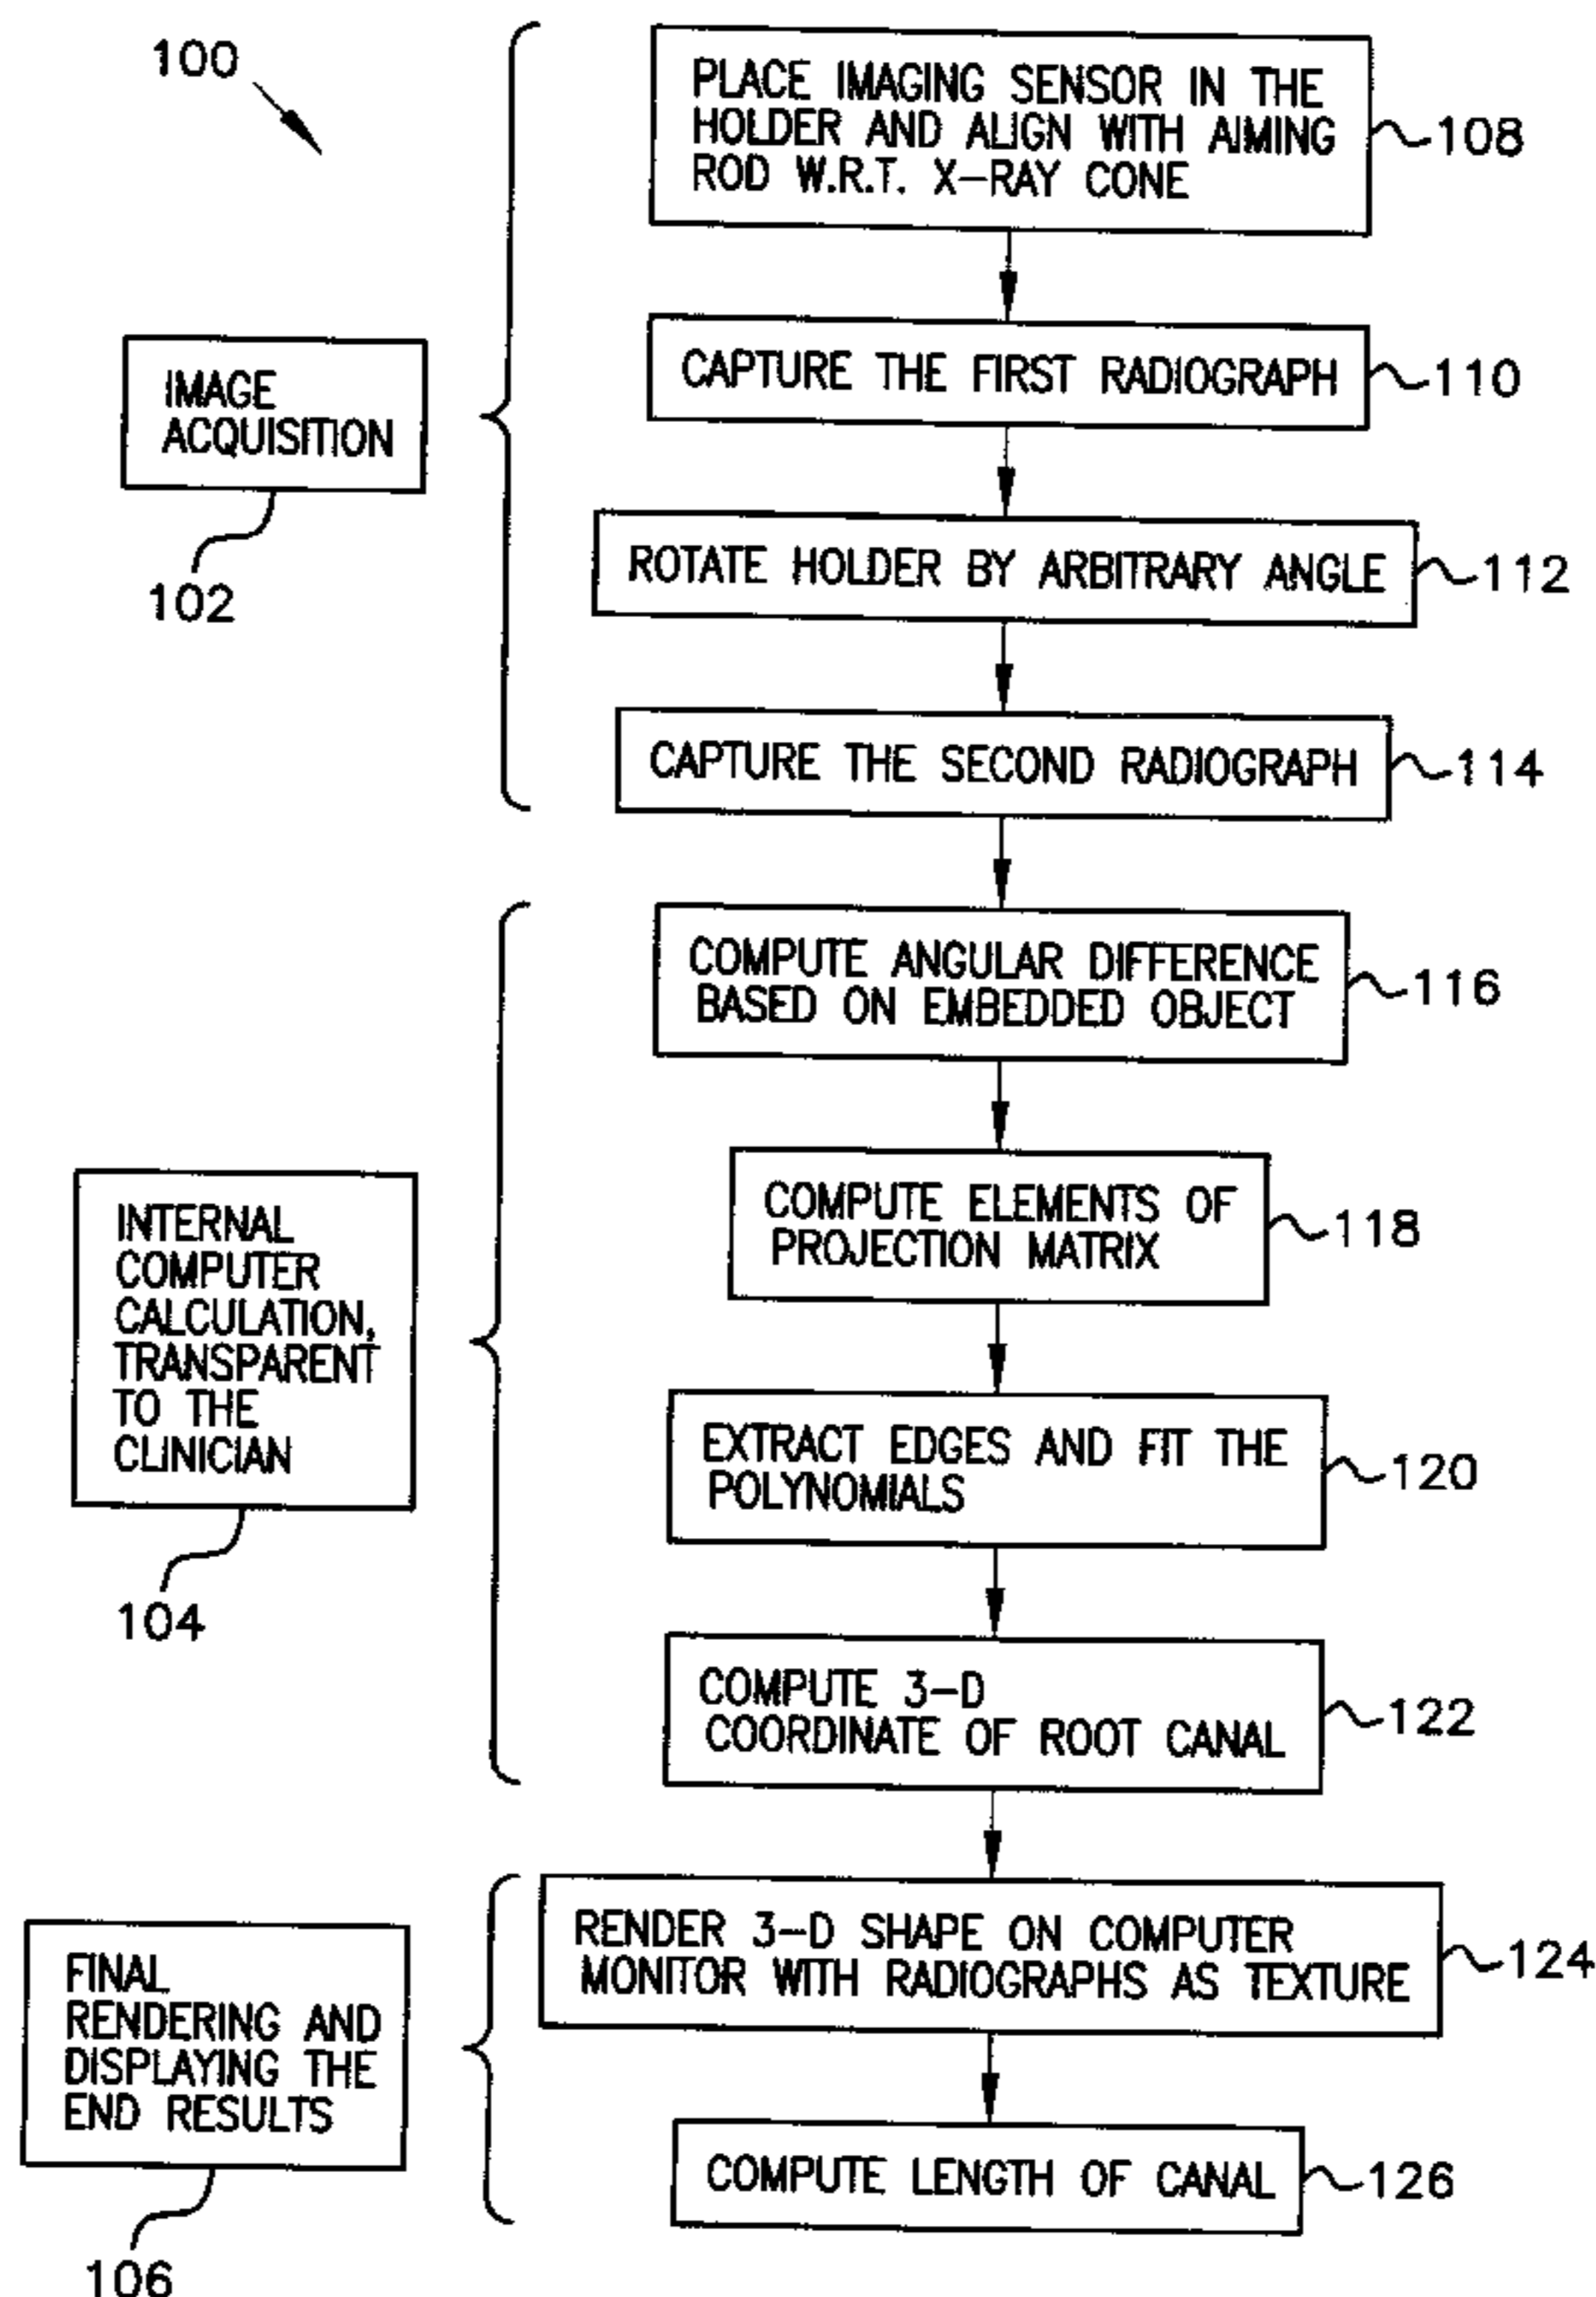 100
PLACE IMAGING SENSOR IN THE
HOLDER AND ALIGN WITH AIMING
ROD W.R.T. X-RAY CONE
108
CAPTURE THE FIRST RADIOGRAPH
110
IMAGE
ACQUISITION
102
ROTATE HOLDER BY ARBITRARY ANGLE
112
CAPTURE THE SECOND RADIOGRAPH
114
COMPUTE ANGULAR DIFFERENCE
BASED ON EMBEDDED OBJECT
116
COMPUTE ELEMENTS OF
PROJECTION MATRIX
118
INTERNAL
COMPUTER
CALCULATION,
TRANSPARENT
TO THE
CLINICIAN
104
EXTRACT EDGES AND FIT THE
POLYNOMIALS
120
COMPUTE 3-D
COORDINATE OF ROOT CANAL
122
RENDER 3-D SHAPE ON COMPUTER
MONITOR WITH RADIOGRAPHS AS TEXTURE
124
FINAL
RENDERING AND
DISPLAYING THE
END RESULTS
106
COMPUTE LENGTH OF CANAL
126